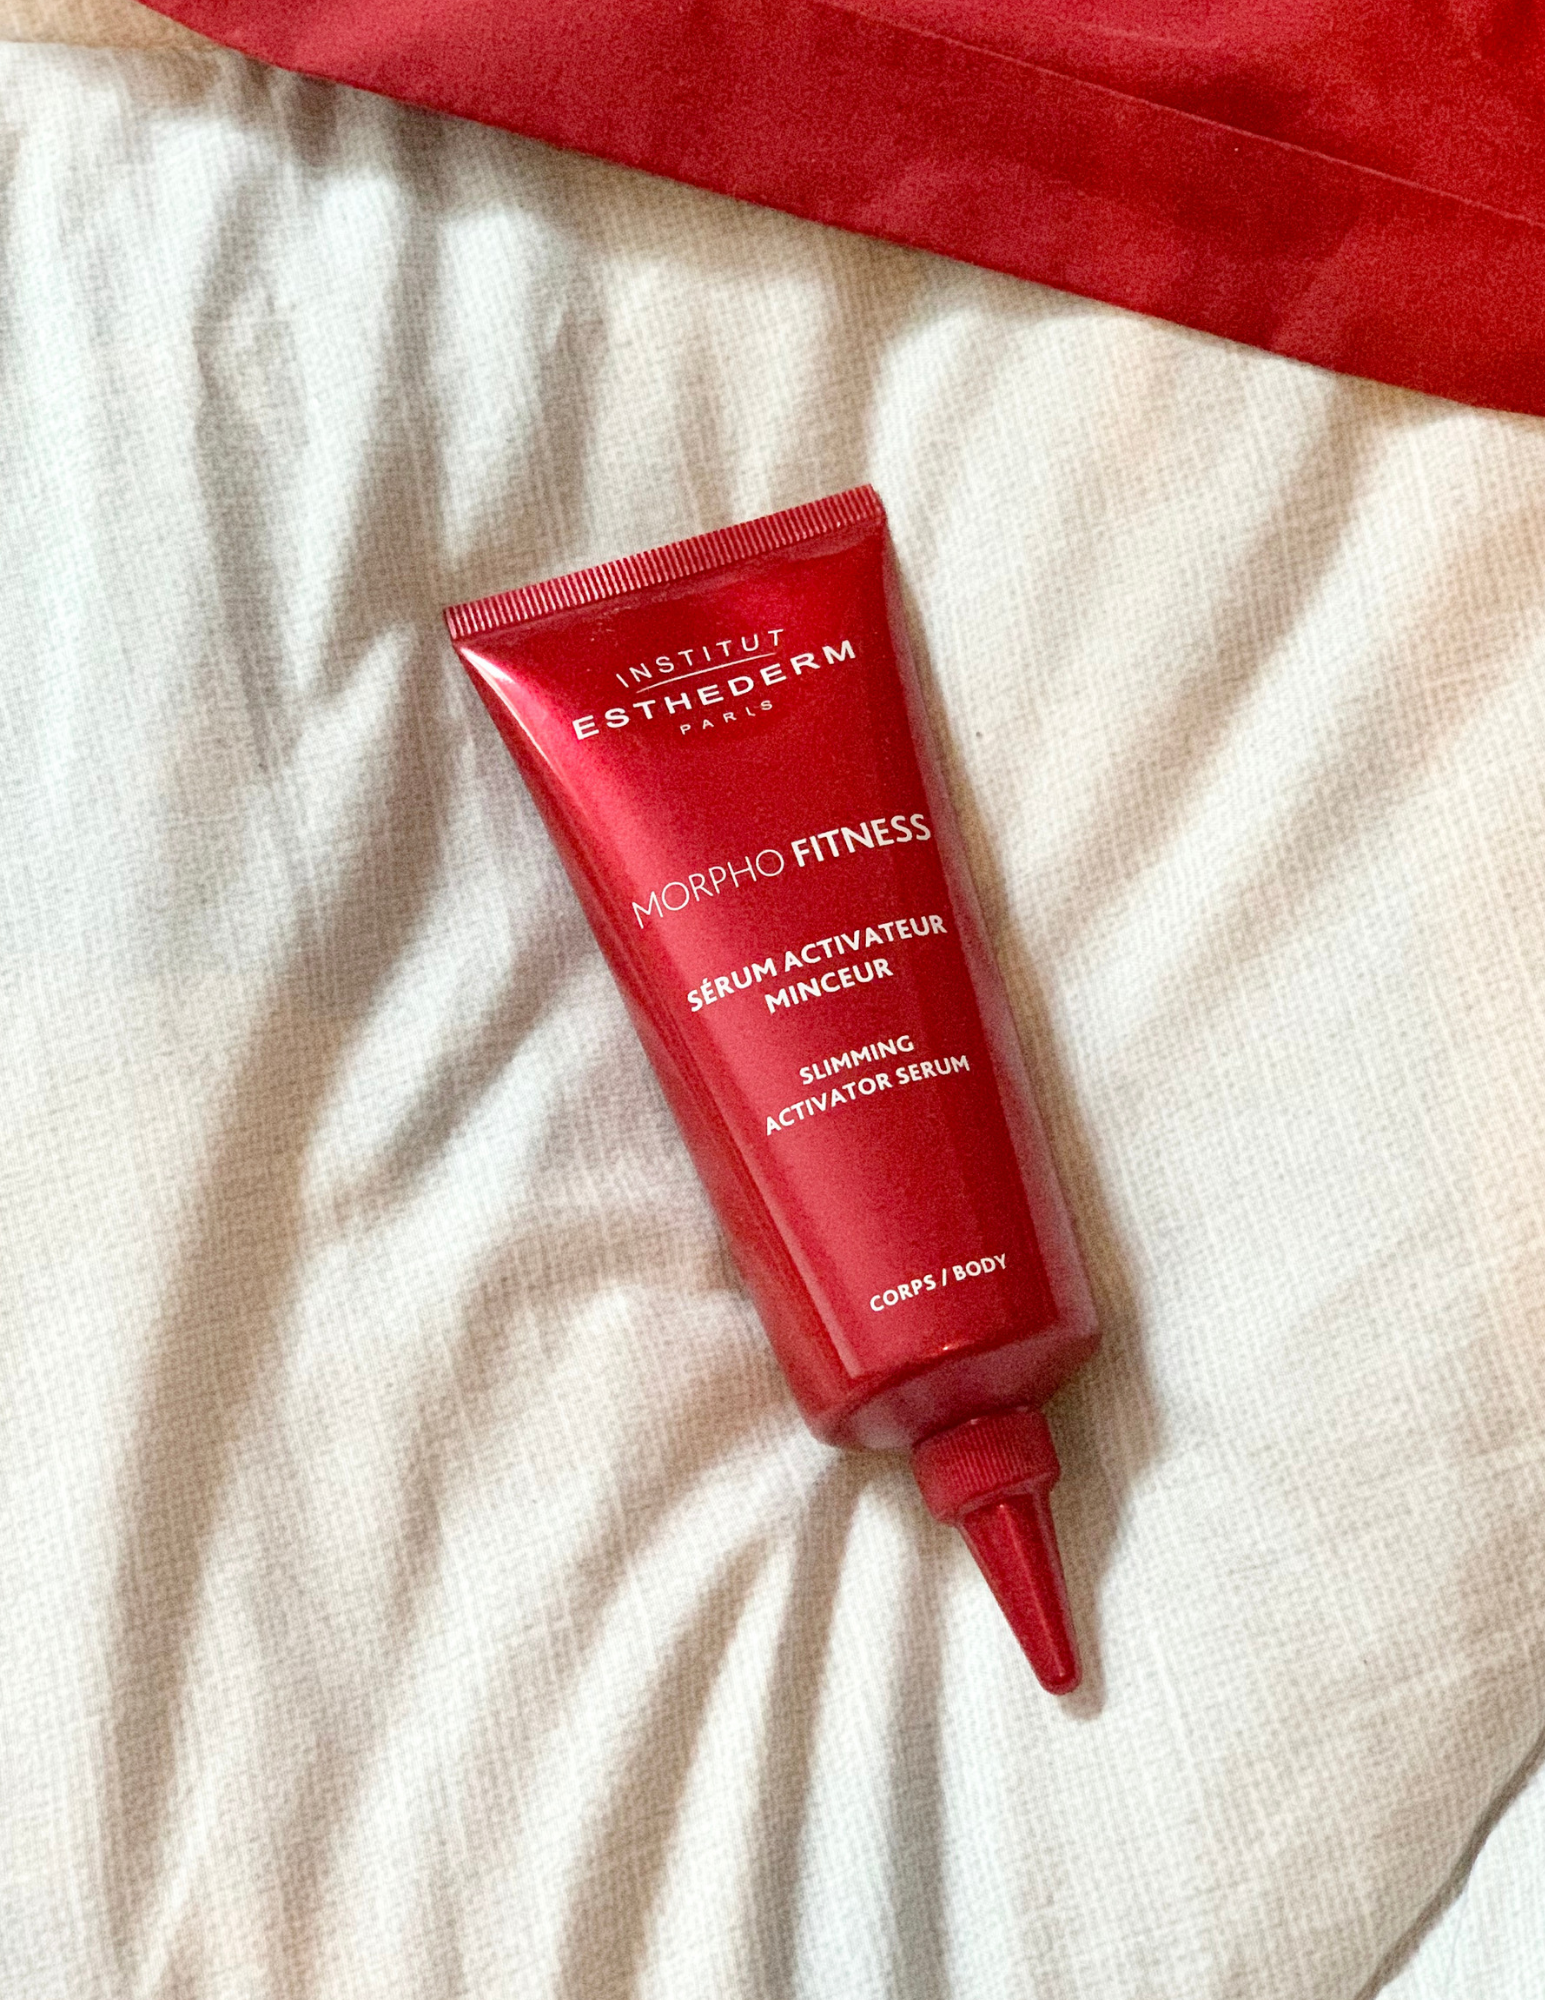 INSTITUT
ESTHEDERM
PARIS
MORPHO FITNESS
SÉRUM ACTIVATEUR
MINCEUR
SLIMMING
ACTIVATOR SERUM
CORPS / BODY